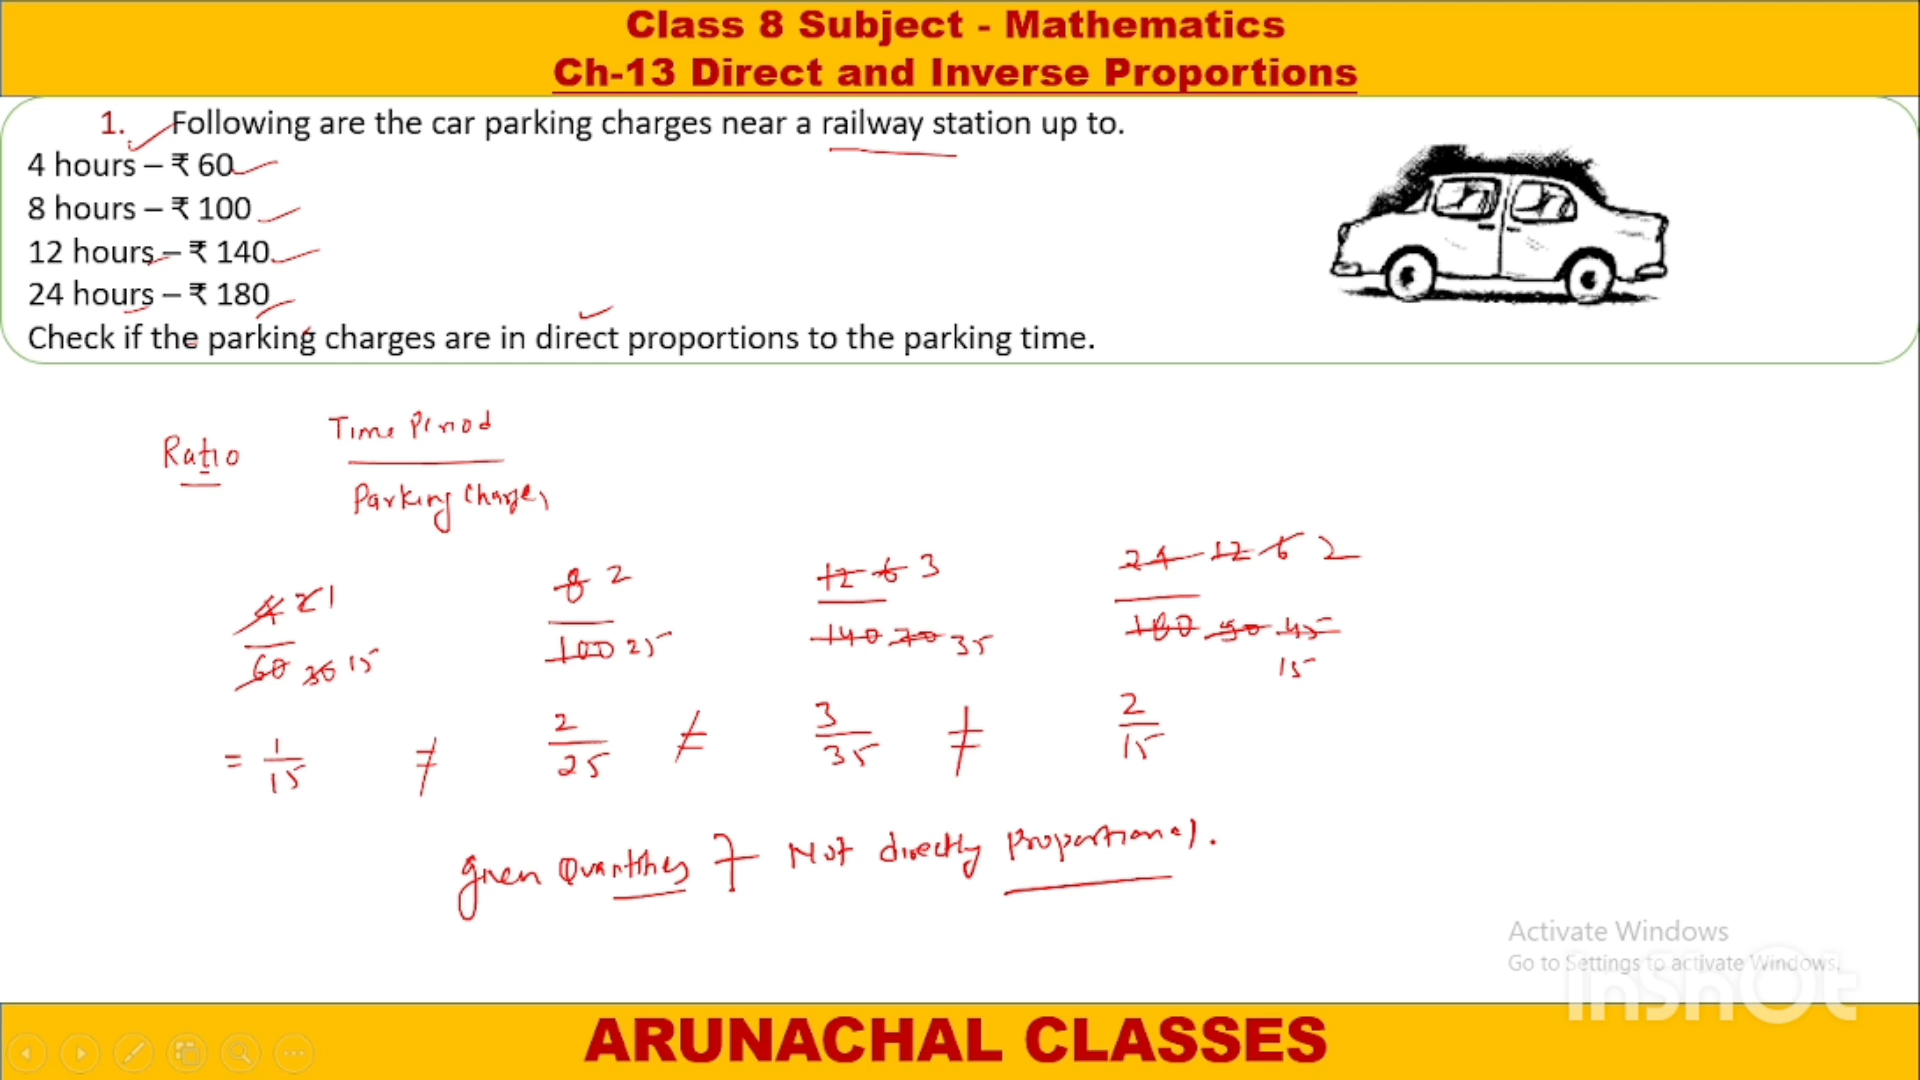 Class 8 Subject - Mathematics
Ch-13 Direct and Inverse Proportions
1. Following are the car parking charges near a railway station up to.
4 hours – ₹ 60
8 hours – ₹ 100
12 hours – ₹ 140
24 hours – ₹ 180
Check if the parking charges are in direct proportions to the parking time.
Ratio Time Period
Parking Charges
4 2 1 8 2 12 6 3 24 12 6 2
60 30 15 100 25 140 70 35 180 90 45
15
= 1/15 ≠ 2/25 ≠ 3/35 ≠ 2/15
given Quantities Not directly Proportional.
Activate Windows
Go to Settings to activate Windows.
InShOt
ARUNACHAL CLASSES